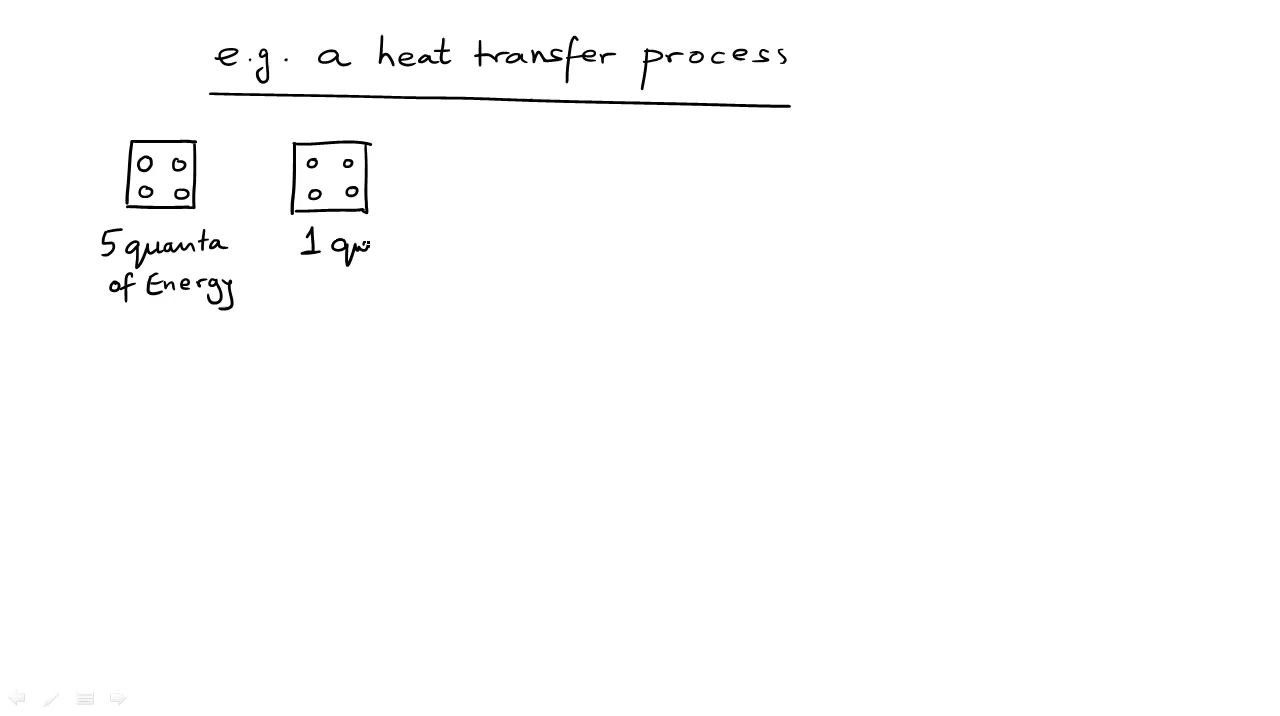 e.g. a heat transfer process
5 quanta 1
of Energy